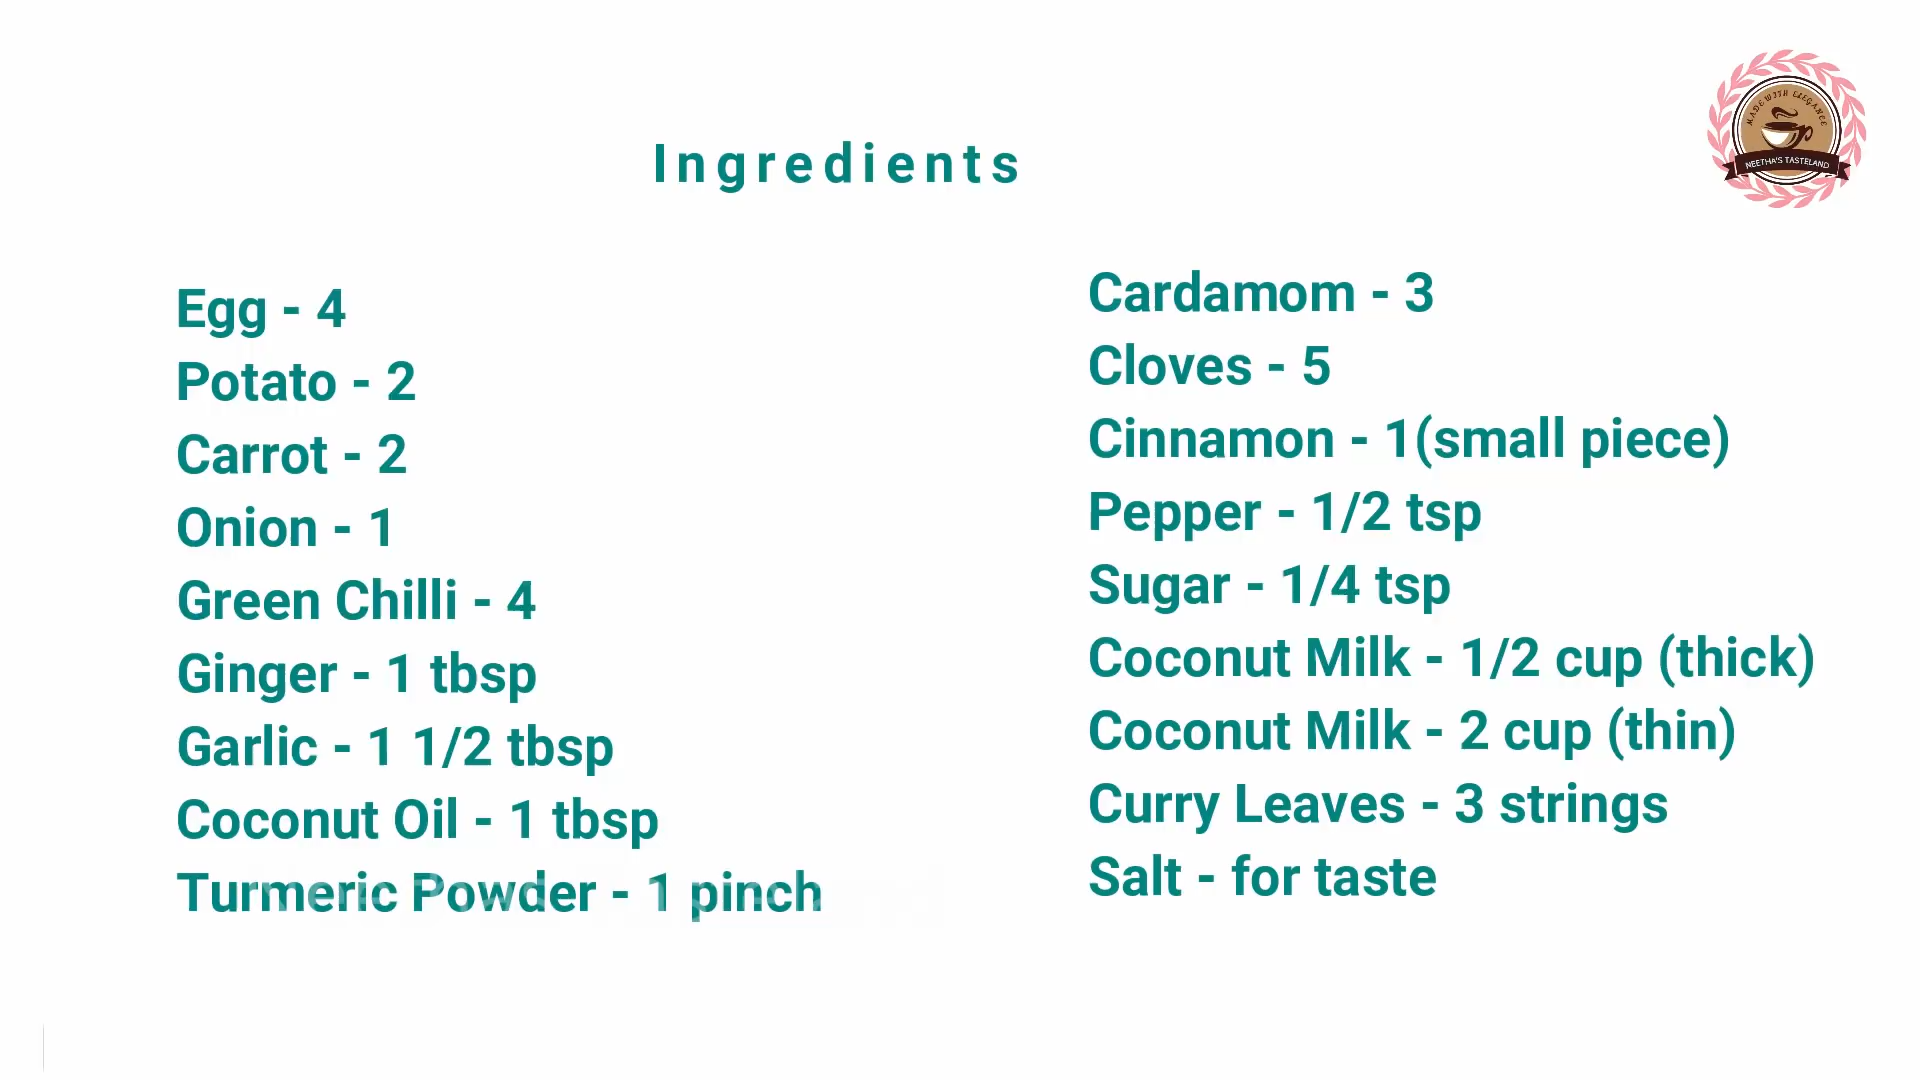 MADE WITH ELEGANCE
NEETHA'S TASTELAND
Ingredients
Egg - 4
Potato - 2
Carrot - 2
Onion - 1
Green Chilli - 4
Ginger - 1 tbsp
Garlic - 1 1/2 tbsp
Coconut Oil - 1 tbsp
Turmeric Powder - 1 pinch
Cardamom - 3
Cloves - 5
Cinnamon - 1(small piece)
Pepper - 1/2 tsp
Sugar - 1/4 tsp
Coconut Milk - 1/2 cup (thick)
Coconut Milk - 2 cup (thin)
Curry Leaves - 3 strings
Salt - for taste